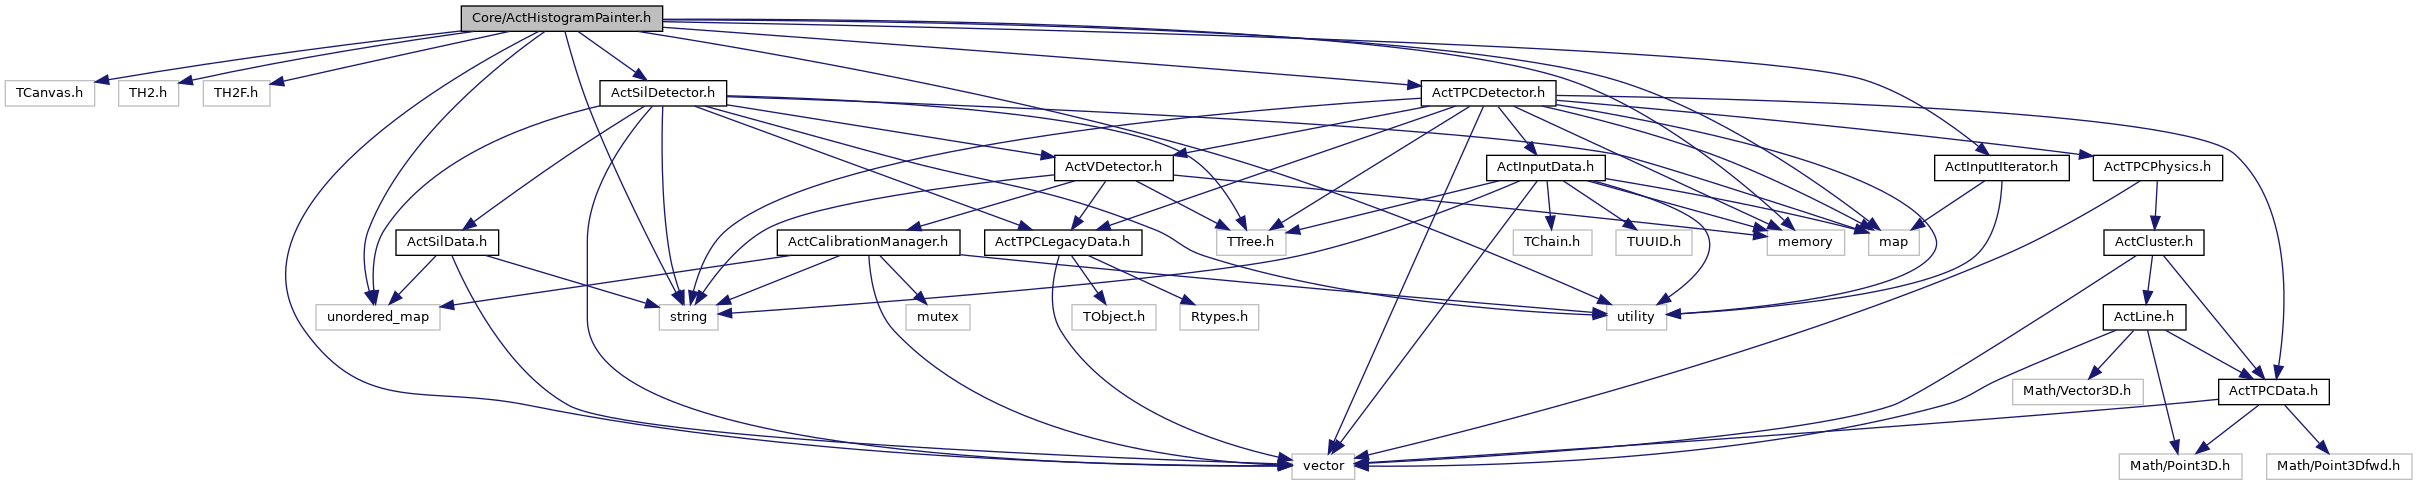 Core/ActHistogramPainter.h
TCanvas.h
TH2.h
TH2F.h
ActSilDetector.h
ActTPCDetector.h
ActVDetector.h
ActInputData.h
ActInputIterator.h
ActTPCPhysics.h
ActSilData.h
ActCalibrationManager.h
ActTPCLegacyData.h
TTree.h
TChain.h
TUUID.h
memory
map
ActCluster.h
unordered_map
string
mutex
TObject.h
Rtypes.h
utility
ActLine.h
Math/Vector3D.h
ActTPCData.h
vector
Math/Point3D.h
Math/Point3Dfwd.h